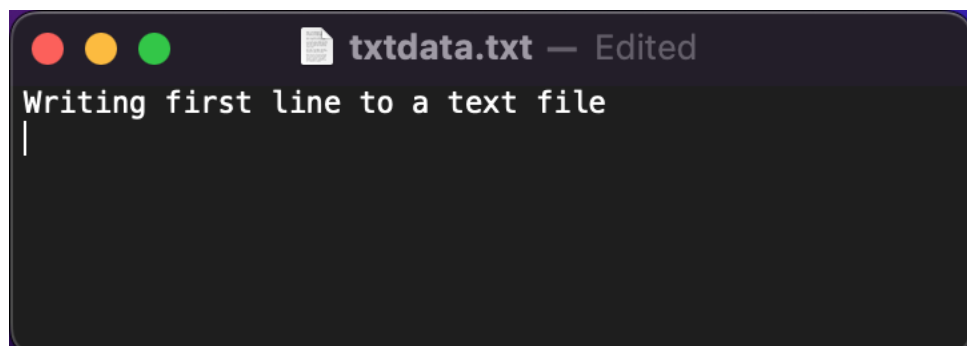 txtdata.txt — Edited
Writing first line to a text file